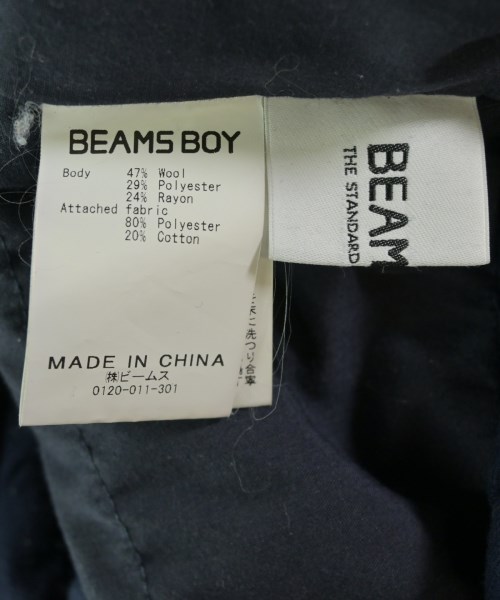 BEAMS BOY
Body 47% Wool
29% Polyester
24% Rayon
Attached fabric
80% Polyester
20% Cotton
MADE IN CHINA
㈱ビームス
0120-011-301
BEAM
THE STANDARD